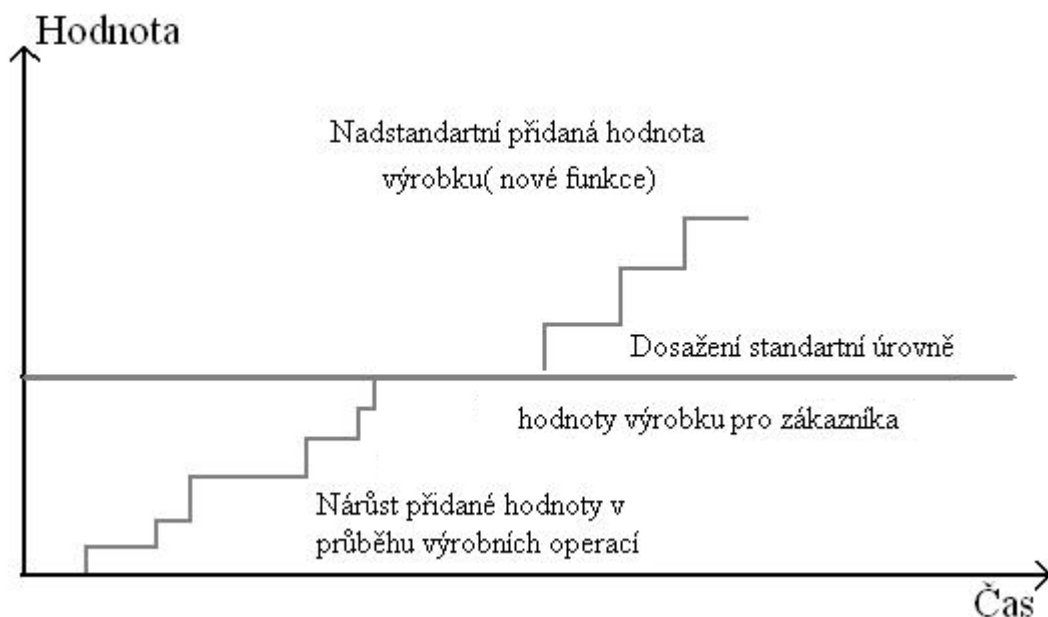 Hodnota
Nadstandartní přidaná hodnota
výrobku( nové funkce)
Dosažení standartní úrovně
hodnoty výrobku pro zákazníka
Nárůst přidané hodnoty v
průběhu výrobních operací
Čas